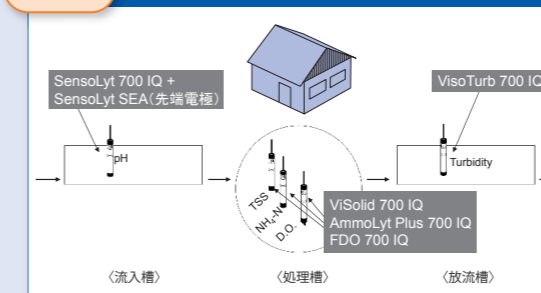 SensoLyt 700 IQ +
SensoLyt SEA（先端電極）
VisoTurb 700 IQ
pH
Turbidity
TSS
NH₄-N
D.O.
ViSolid 700 IQ
AmmoLyt Plus 700 IQ
FDO 700 IQ
〈流入槽〉
〈処理槽〉
〈放流槽〉